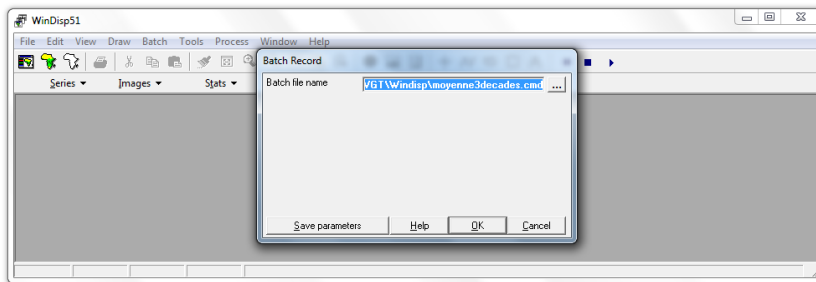 WinDisp51
File Edit View Draw Batch Tools Process Window Help
Batch Record
Series Images Stats
Batch file name VGT\Windisp\moyenne3decades.cmd ...
Save parameters Help OK Cancel